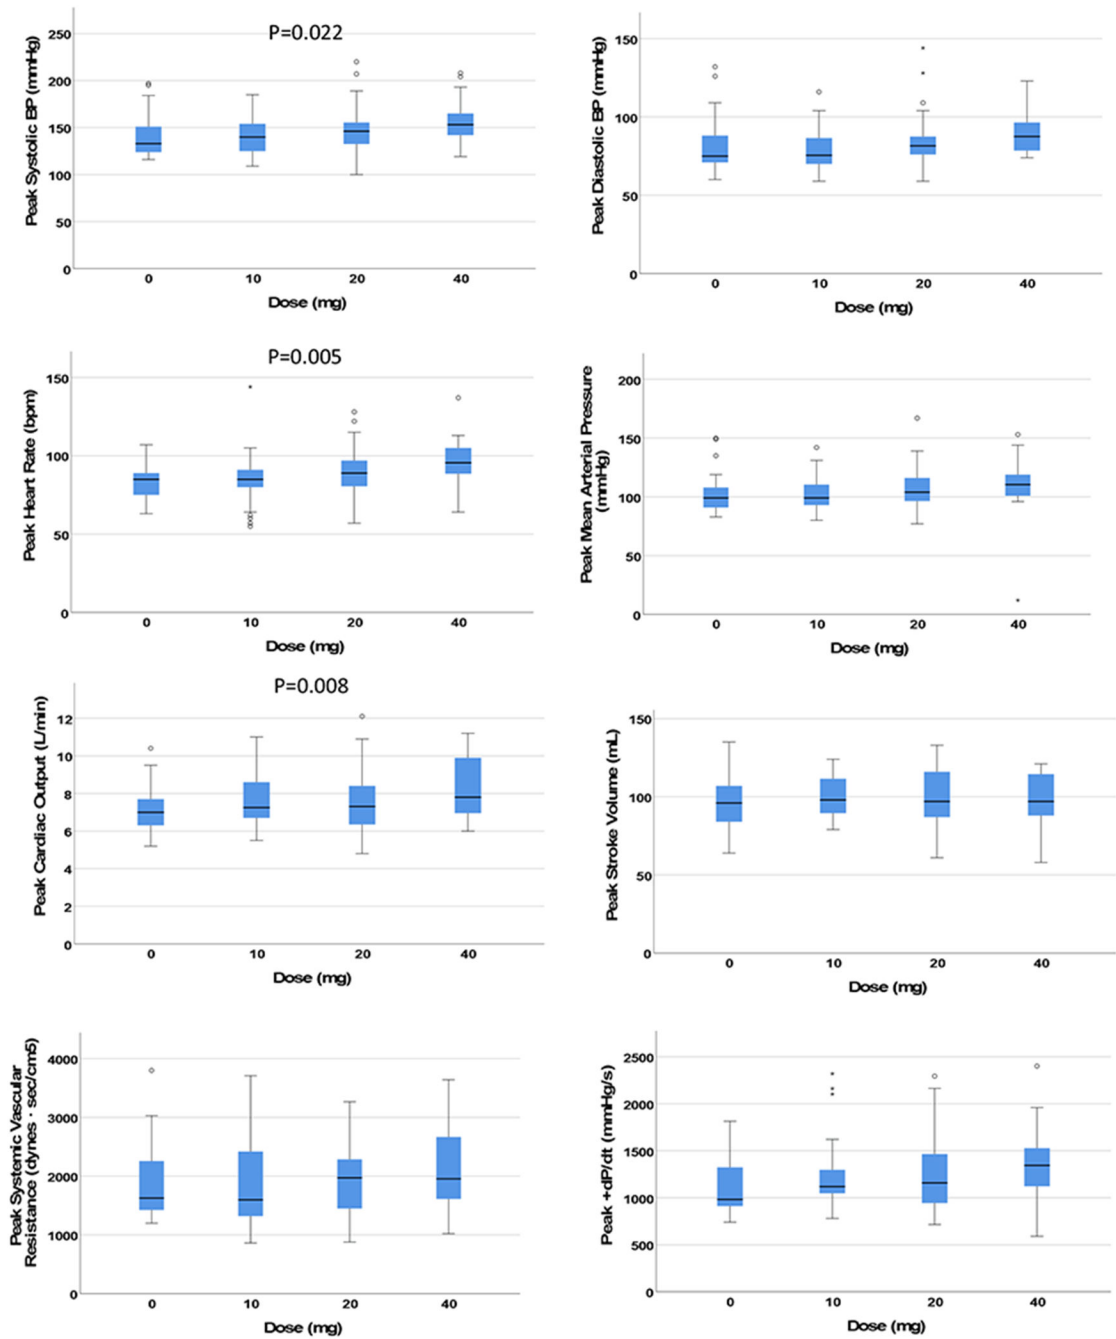 P=0.022
Peak Systolic BP (mmHg)
250
200
150
100
50
0
0 10 20 40
Dose (mg)
Peak Diastolic BP (mmHg)
150
100
50
0
0 10 20 40
Dose (mg)
P=0.005
Peak Heart Rate (bpm)
150
100
50
0
0 10 20 40
Dose (mg)
Peak Mean Arterial Pressure
(mmHg)
200
150
100
50
0
0 10 20 40
Dose (mg)
P=0.008
Peak Cardiac Output (L/min)
12
10
8
6
4
2
0
0 10 20 40
Dose (mg)
Peak Stroke Volume (mL)
150
100
50
0
0 10 20 40
Dose (mg)
Peak Systemic Vascular
Resistance (dynes · sec/cm5)
4000
3000
2000
1000
0
0 10 20 40
Dose (mg)
Peak +dP/dt (mmHg/s)
2500
2000
1500
1000
500
0
0 10 20 40
Dose (mg)